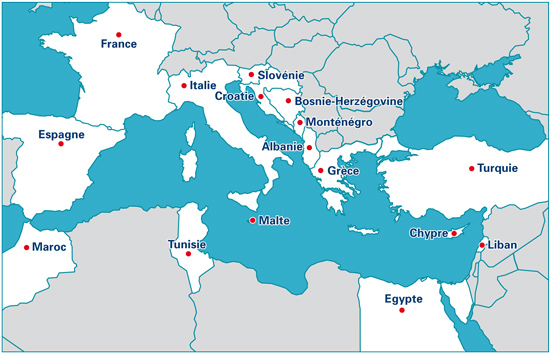 France
Slovénie
Italie
Croatie
Bosnie-Herzégovine
Monténégro
Espagne
Albanie
Grèce
Turquie
Malte
Chypre
Maroc
Tunisie
Liban
Egypte